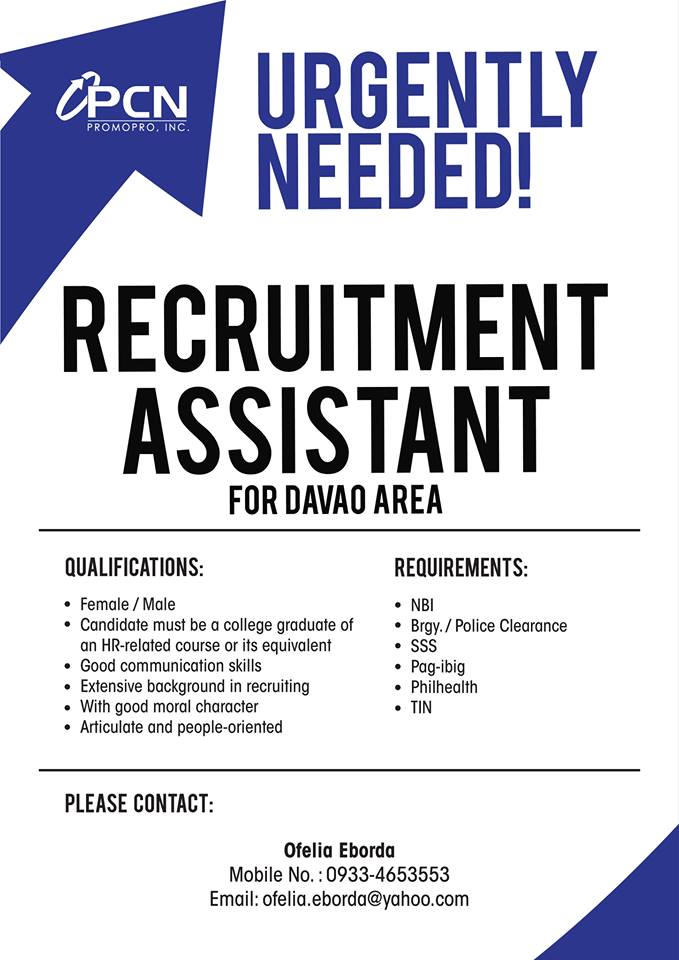 PCN
PROMOPRO, INC.
URGENTLY
NEEDED!
RECRUITMENT
ASSISTANT
FOR DAVAO AREA
QUALIFICATIONS:
• Female / Male
• Candidate must be a college graduate of
an HR-related course or its equivalent
• Good communication skills
• Extensive background in recruiting
• With good moral character
• Articulate and people-oriented
REQUIREMENTS:
• NBI
• Brgy. / Police Clearance
• SSS
• Pag-ibig
• Philhealth
• TIN
PLEASE CONTACT:
Ofelia Eborda
Mobile No. : 0933-4653553
Email: ofelia.eborda@yahoo.com